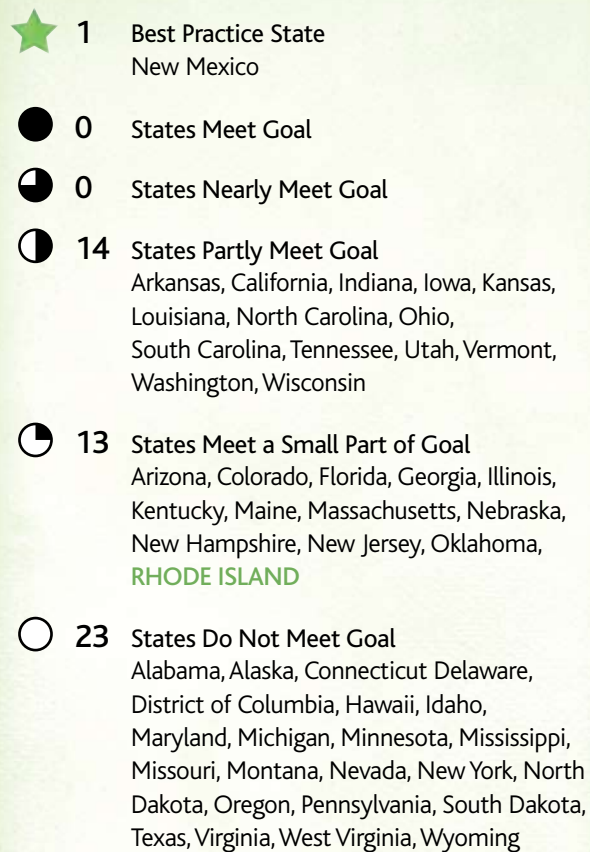 1 Best Practice State
New Mexico
0 States Meet Goal
0 States Nearly Meet Goal
14 States Partly Meet Goal
Arkansas, California, Indiana, Iowa, Kansas,
Louisiana, North Carolina, Ohio,
South Carolina, Tennessee, Utah, Vermont,
Washington, Wisconsin
13 States Meet a Small Part of Goal
Arizona, Colorado, Florida, Georgia, Illinois,
Kentucky, Maine, Massachusetts, Nebraska,
New Hampshire, New Jersey, Oklahoma,
RHODE ISLAND
23 States Do Not Meet Goal
Alabama, Alaska, Connecticut Delaware,
District of Columbia, Hawaii, Idaho,
Maryland, Michigan, Minnesota, Mississippi,
Missouri, Montana, Nevada, New York, North
Dakota, Oregon, Pennsylvania, South Dakota,
Texas, Virginia, West Virginia, Wyoming